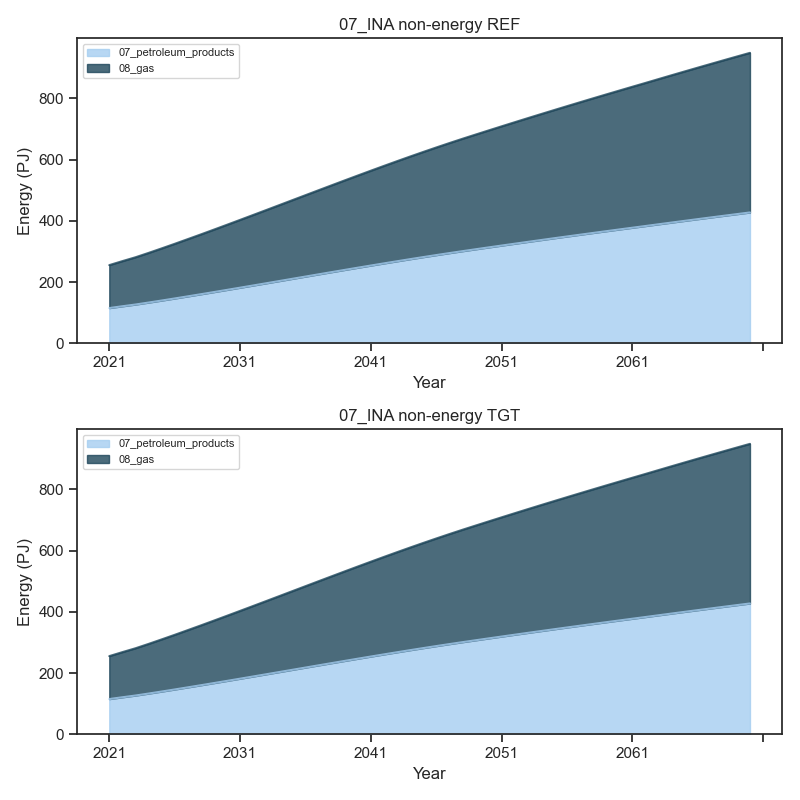 07_INA non-energy REF
07_petroleum_products
08_gas
Energy (PJ)
800
600
400
200
0
2021 2031 2041 2051 2061
Year
07_INA non-energy TGT
07_petroleum_products
08_gas
Energy (PJ)
800
600
400
200
0
2021 2031 2041 2051 2061
Year